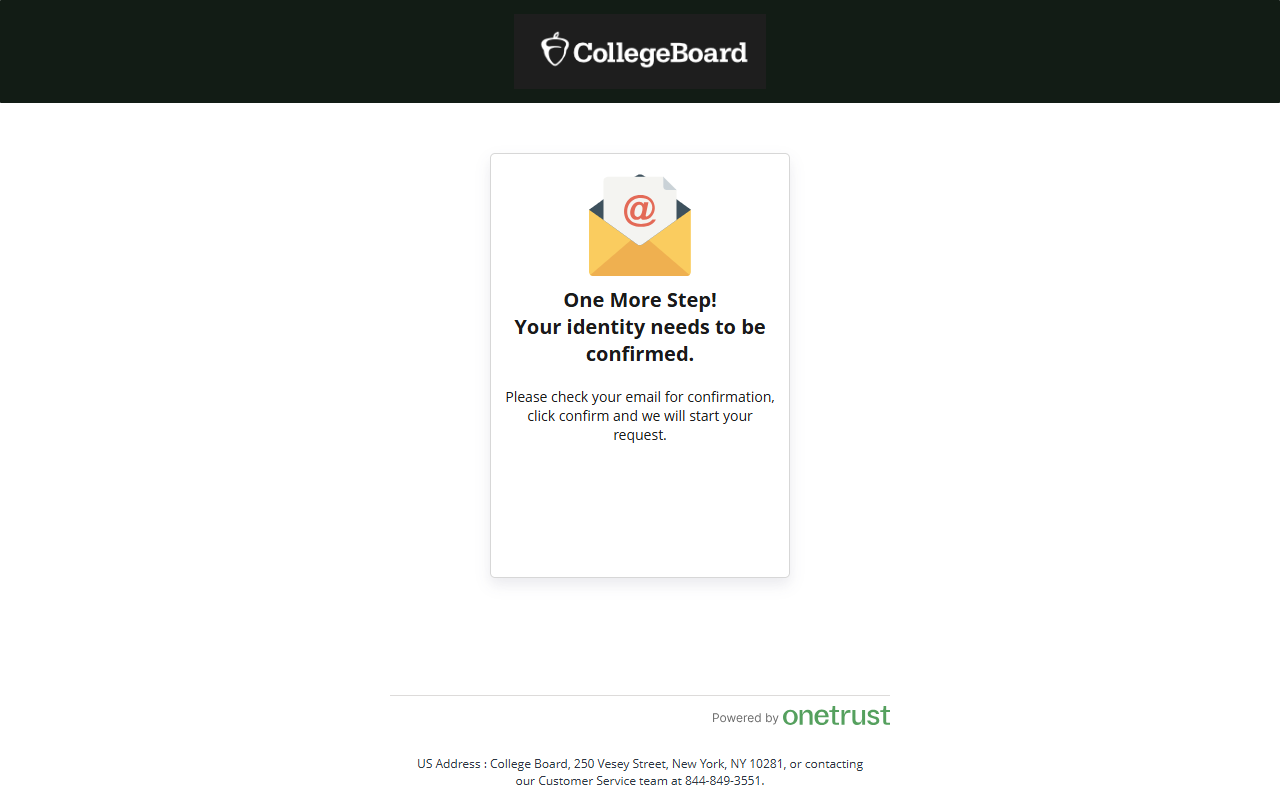 CollegeBoard
@
One More Step!
Your identity needs to be
confirmed.
Please check your email for confirmation,
click confirm and we will start your
request.
Powered by onetrust
US Address : College Board, 250 Vesey Street, New York, NY 10281, or contacting
our Customer Service team at 844-849-3551.